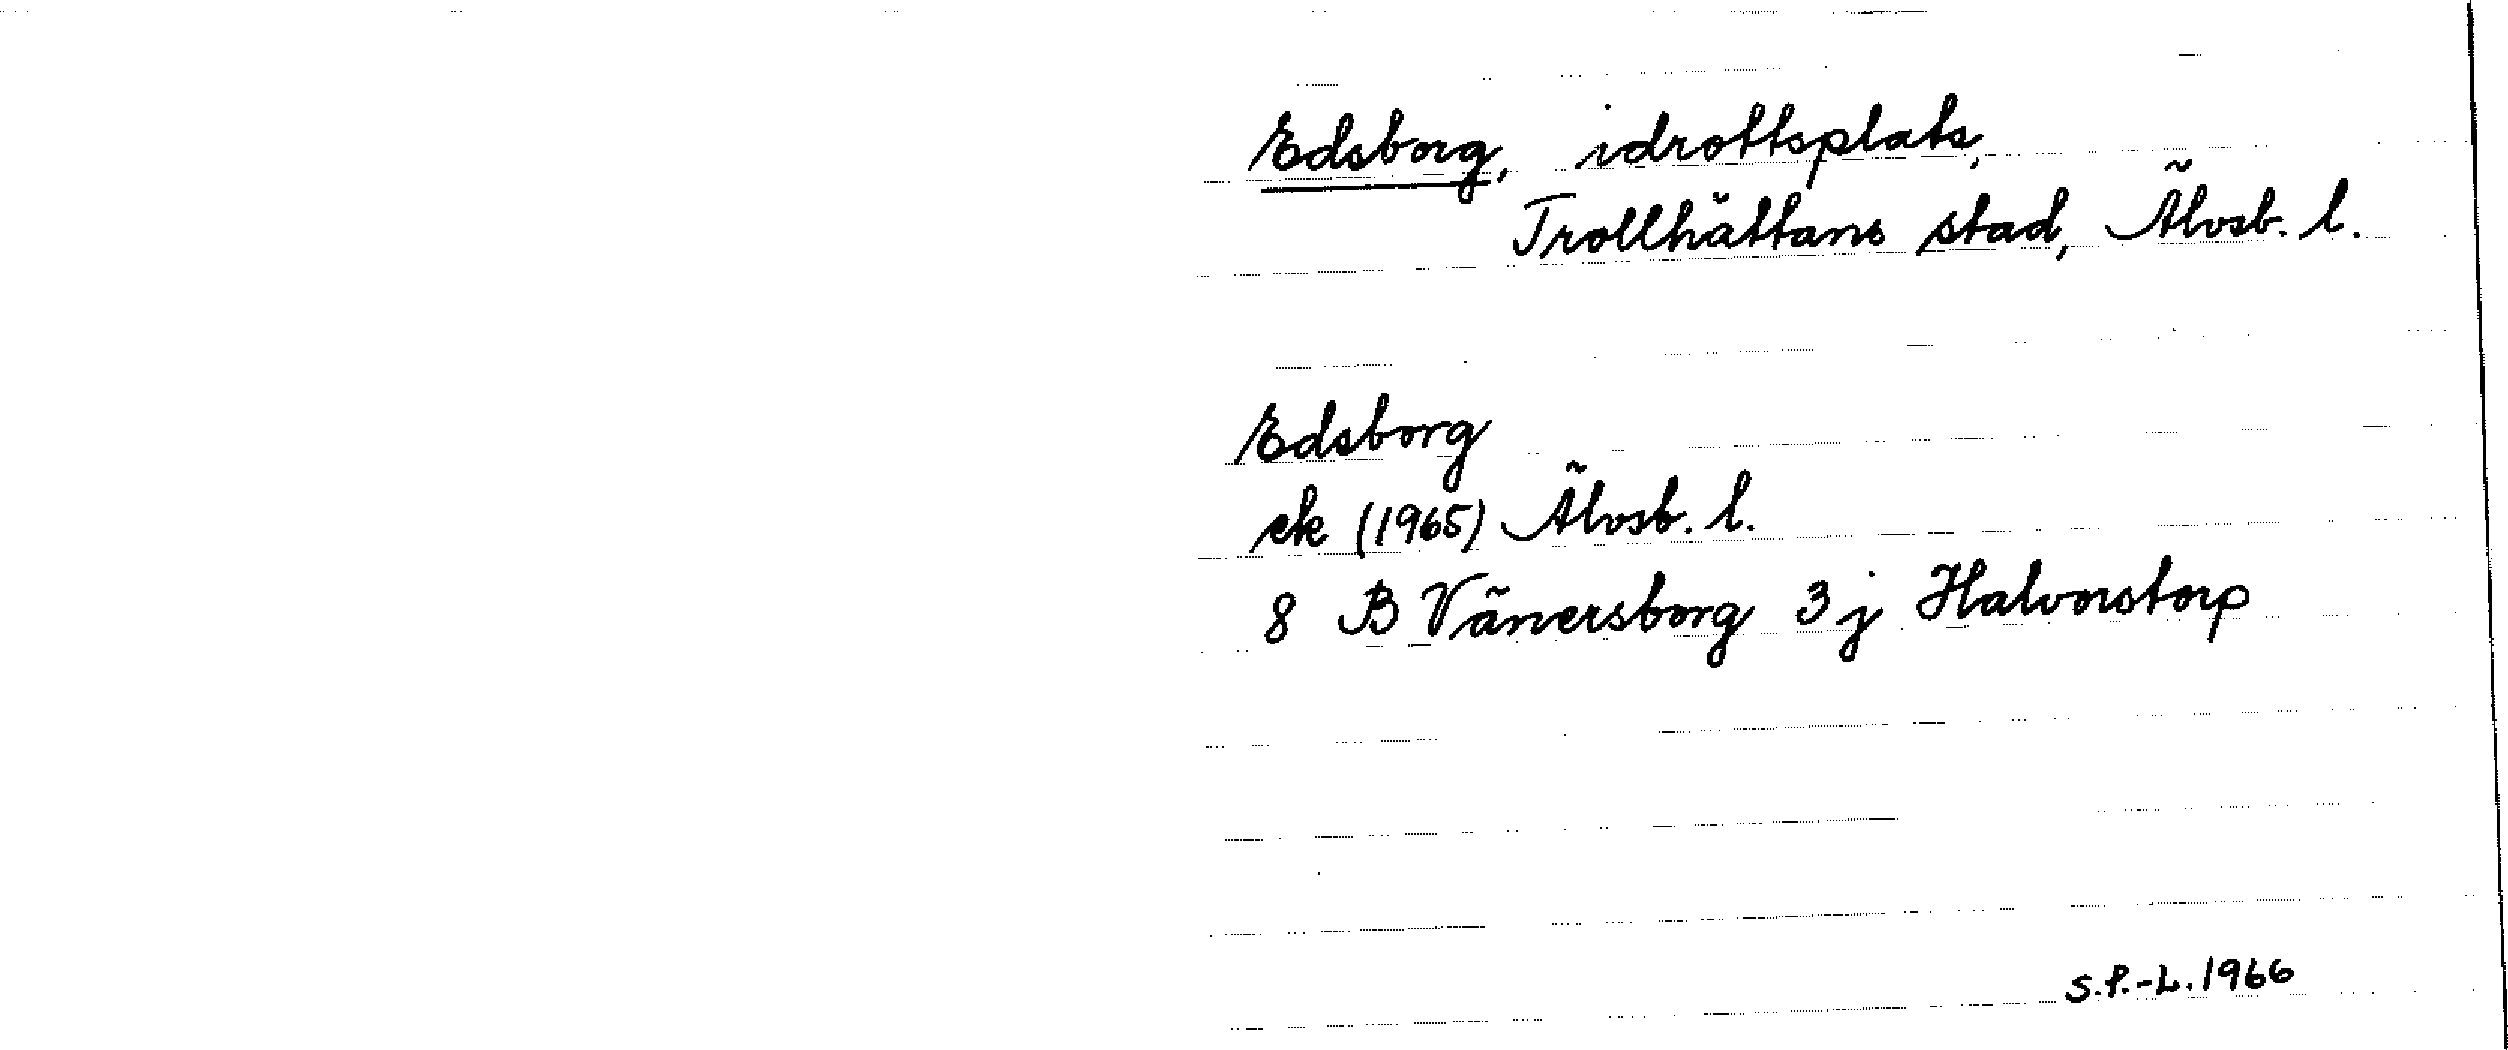 Edsborg, idrottsplats,
Trollhättans stad, Älvsb. l.
Edsborg
ek (1965) Älvsb. l.
8 B Vänersborg 3 j Halvorstorp
S.P.-L. 1966